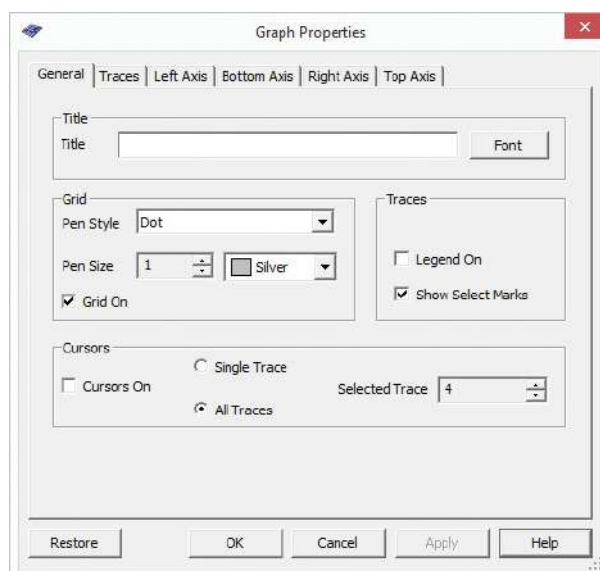 Graph Properties
General Traces Left Axis Bottom Axis Right Axis Top Axis
Title
Title
Font
Grid
Pen Style Dot
Pen Size 1 Silver
Grid On
Traces
Legend On
Show Select Marks
Cursors
Cursors On
Single Trace
All Traces
Selected Trace 4
Restore OK Cancel Apply Help